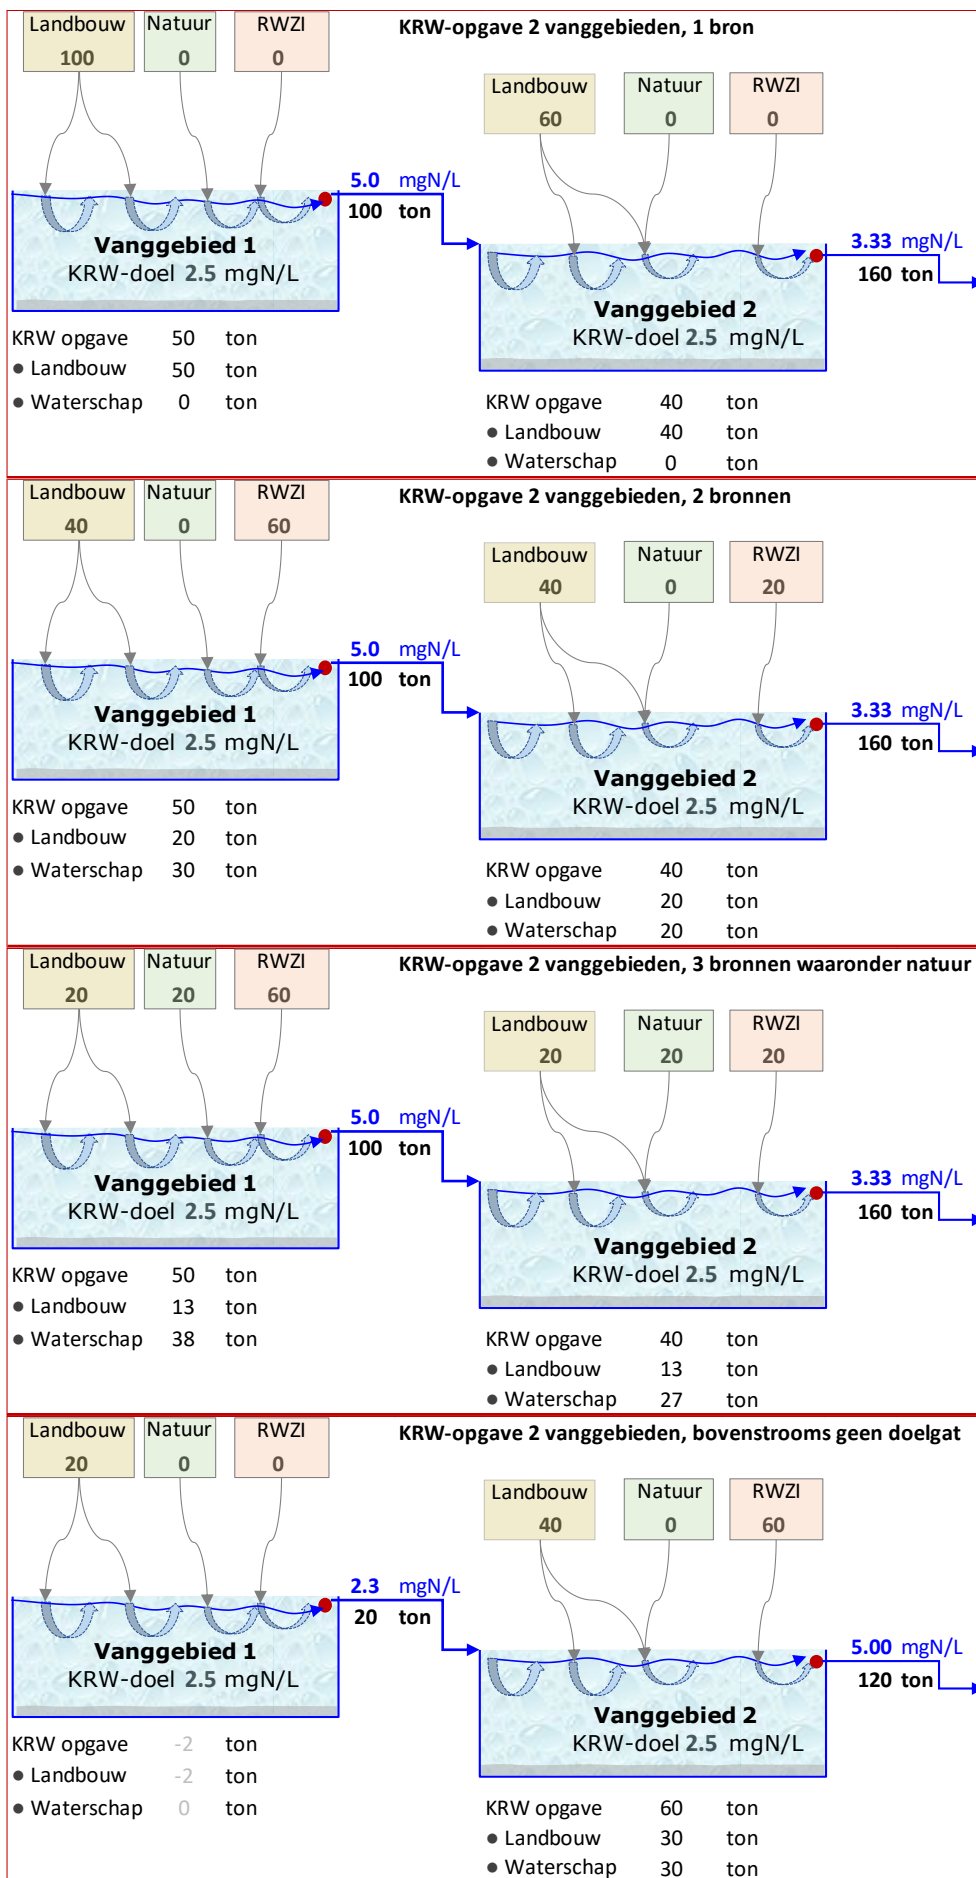 KRW-opgave 2 vanggebieden, 1 bron
Landbouw Natuur RWZI
100 0 0
Landbouw Natuur RWZI
60 0 0
5.0 mgN/L
100 ton
Vanggebied 1
KRW-doel 2.5 mgN/L
3.33 mgN/L
160 ton
Vanggebied 2
KRW-doel 2.5 mgN/L
KRW opgave 50 ton
● Landbouw 50 ton
● Waterschap 0 ton
KRW opgave 40 ton
● Landbouw 40 ton
● Waterschap 0 ton
KRW-opgave 2 vanggebieden, 2 bronnen
Landbouw Natuur RWZI
40 0 60
Landbouw Natuur RWZI
40 0 20
5.0 mgN/L
100 ton
Vanggebied 1
KRW-doel 2.5 mgN/L
3.33 mgN/L
160 ton
Vanggebied 2
KRW-doel 2.5 mgN/L
KRW opgave 50 ton
● Landbouw 20 ton
● Waterschap 30 ton
KRW opgave 40 ton
● Landbouw 20 ton
● Waterschap 20 ton
KRW-opgave 2 vanggebieden, 3 bronnen waaronder natuur
Landbouw Natuur RWZI
20 20 60
Landbouw Natuur RWZI
20 20 20
5.0 mgN/L
100 ton
Vanggebied 1
KRW-doel 2.5 mgN/L
3.33 mgN/L
160 ton
Vanggebied 2
KRW-doel 2.5 mgN/L
KRW opgave 50 ton
● Landbouw 13 ton
● Waterschap 38 ton
KRW opgave 40 ton
● Landbouw 13 ton
● Waterschap 27 ton
KRW-opgave 2 vanggebieden, bovenstrooms geen doelgat
Landbouw Natuur RWZI
20 0 0
Landbouw Natuur RWZI
40 0 60
2.3 mgN/L
20 ton
Vanggebied 1
KRW-doel 2.5 mgN/L
5.00 mgN/L
120 ton
Vanggebied 2
KRW-doel 2.5 mgN/L
KRW opgave -2 ton
● Landbouw -2 ton
● Waterschap 0 ton
KRW opgave 60 ton
● Landbouw 30 ton
● Waterschap 30 ton